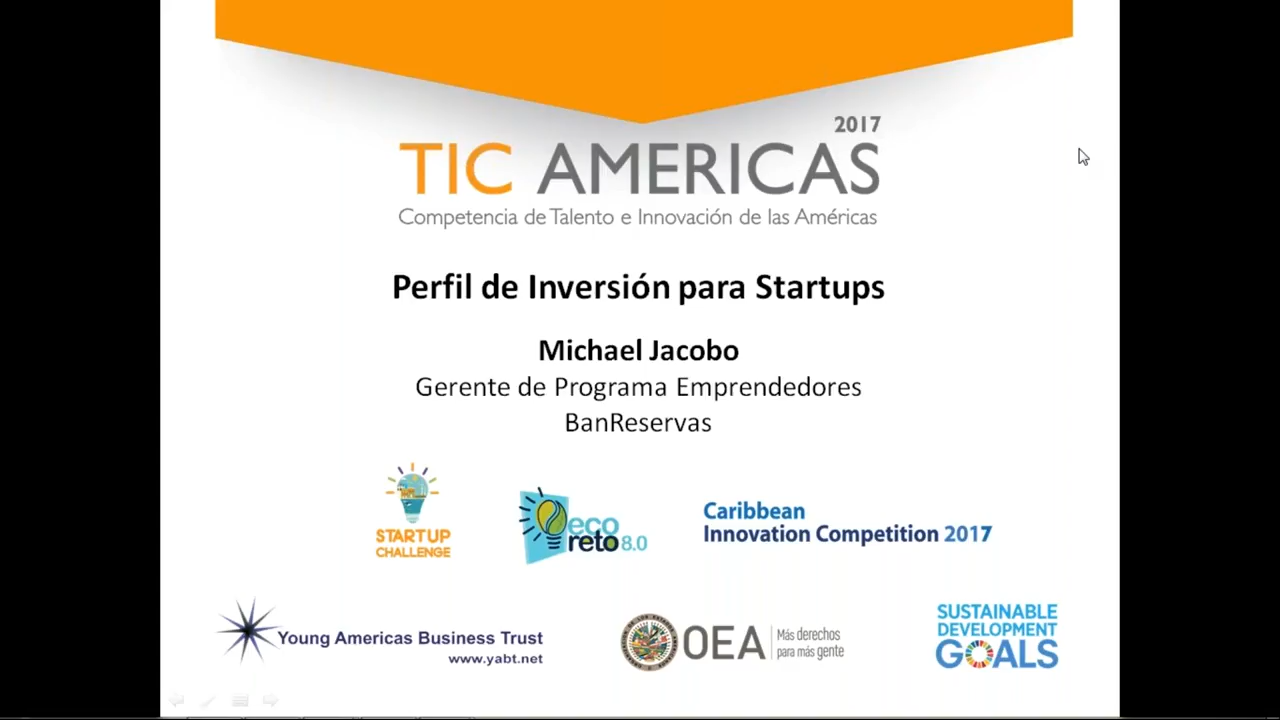 2017
TIC AMERICAS
Competencia de Talento e Innovación de las Américas
Perfil de Inversión para Startups
Michael Jacobo
Gerente de Programa Emprendedores
BanReservas
STARTUP
CHALLENGE
eco
reto 8.0
Caribbean
Innovation Competition 2017
Young Americas Business Trust
www.yabt.net
OEA
Más derechos
para más gente
SUSTAINABLE
DEVELOPMENT
GOALS